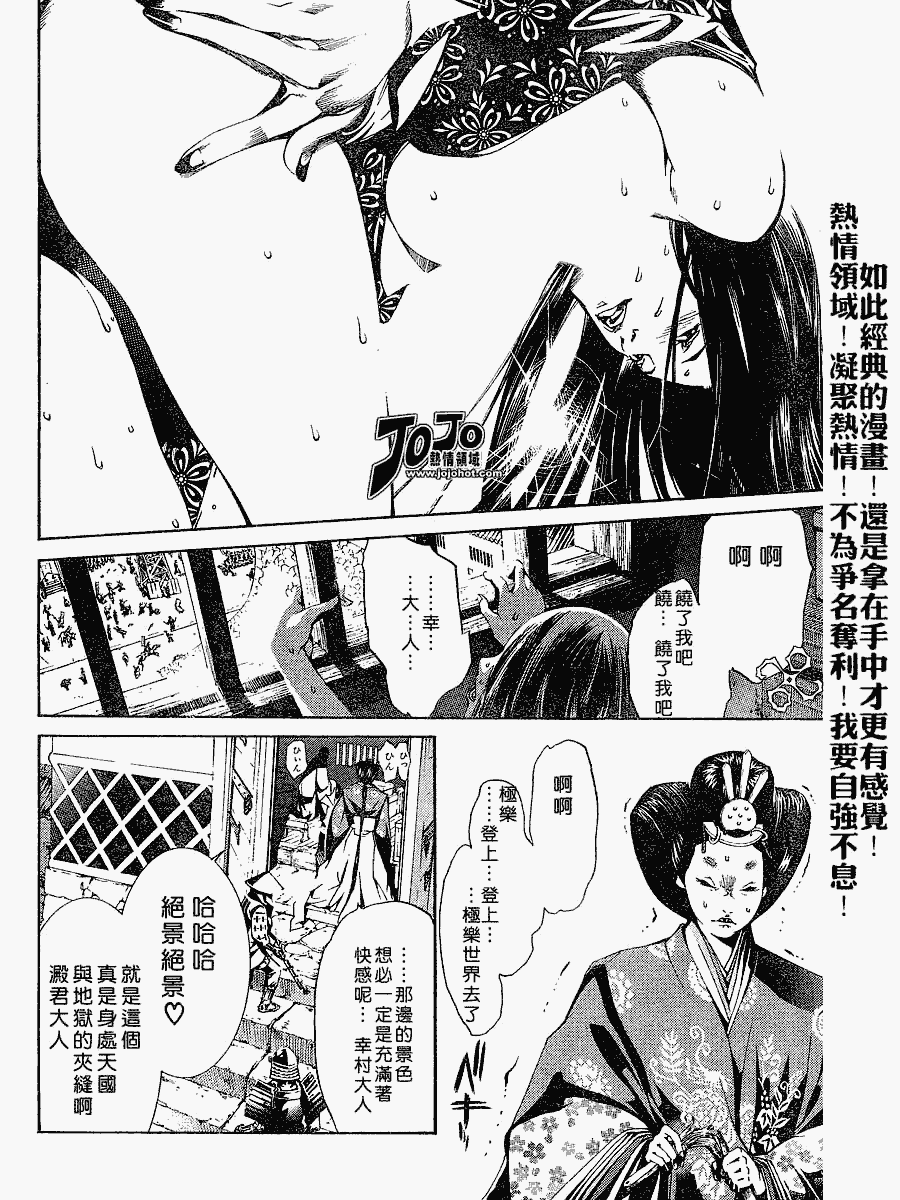 如此經典的漫畫！還是拿在手中才更有感覺！
熱情領域！凝聚熱情！不為爭名奪利！我要自強不息！
JOJO
熱情領域
www.jojohot.com
啊啊
饒了我吧
饒… 饒了我吧
……幸…
…大…人…
啊啊
極樂
……登上…登上…
…極樂世界去了
ギキ
ひいん
……那邊的景色
想必一定是充滿著
快感呢… 幸村大人
哈哈哈
絕景絕景♡
就是這個
真是身處天國
與地獄的夾縫啊
澱君大人